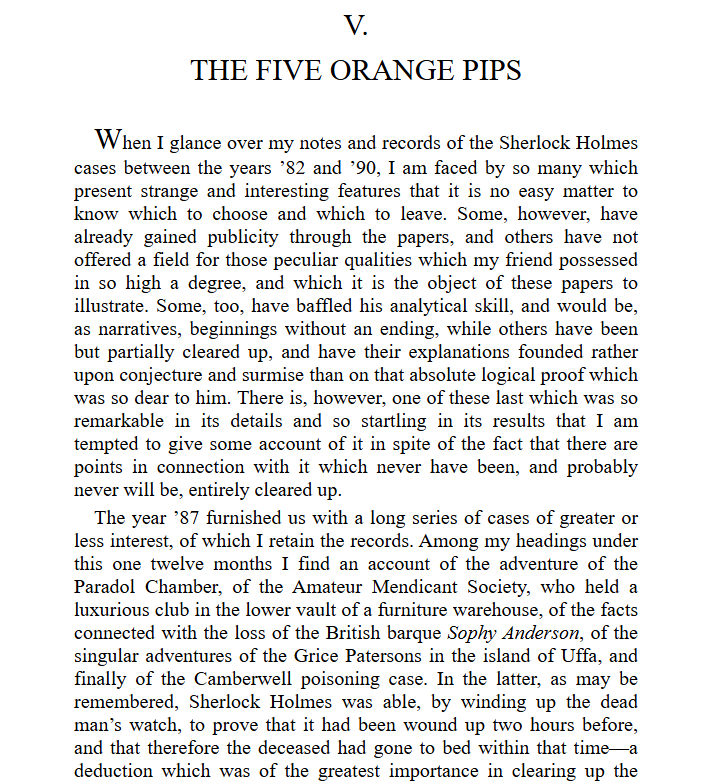 V.
THE FIVE ORANGE PIPS
When I glance over my notes and records of the Sherlock Holmes
cases between the years ’82 and ’90, I am faced by so many which
present strange and interesting features that it is no easy matter to
know which to choose and which to leave. Some, however, have
already gained publicity through the papers, and others have not
offered a field for those peculiar qualities which my friend possessed
in so high a degree, and which it is the object of these papers to
illustrate. Some, too, have baffled his analytical skill, and would be,
as narratives, beginnings without an ending, while others have been
but partially cleared up, and have their explanations founded rather
upon conjecture and surmise than on that absolute logical proof which
was so dear to him. There is, however, one of these last which was so
remarkable in its details and so startling in its results that I am
tempted to give some account of it in spite of the fact that there are
points in connection with it which never have been, and probably
never will be, entirely cleared up.
The year ’87 furnished us with a long series of cases of greater or
less interest, of which I retain the records. Among my headings under
this one twelve months I find an account of the adventure of the
Paradol Chamber, of the Amateur Mendicant Society, who held a
luxurious club in the lower vault of a furniture warehouse, of the facts
connected with the loss of the British barque Sophy Anderson, of the
singular adventures of the Grice Patersons in the island of Uffa, and
finally of the Camberwell poisoning case. In the latter, as may be
remembered, Sherlock Holmes was able, by winding up the dead
man’s watch, to prove that it had been wound up two hours before,
and that therefore the deceased had gone to bed within that time—a
deduction which was of the greatest importance in clearing up the